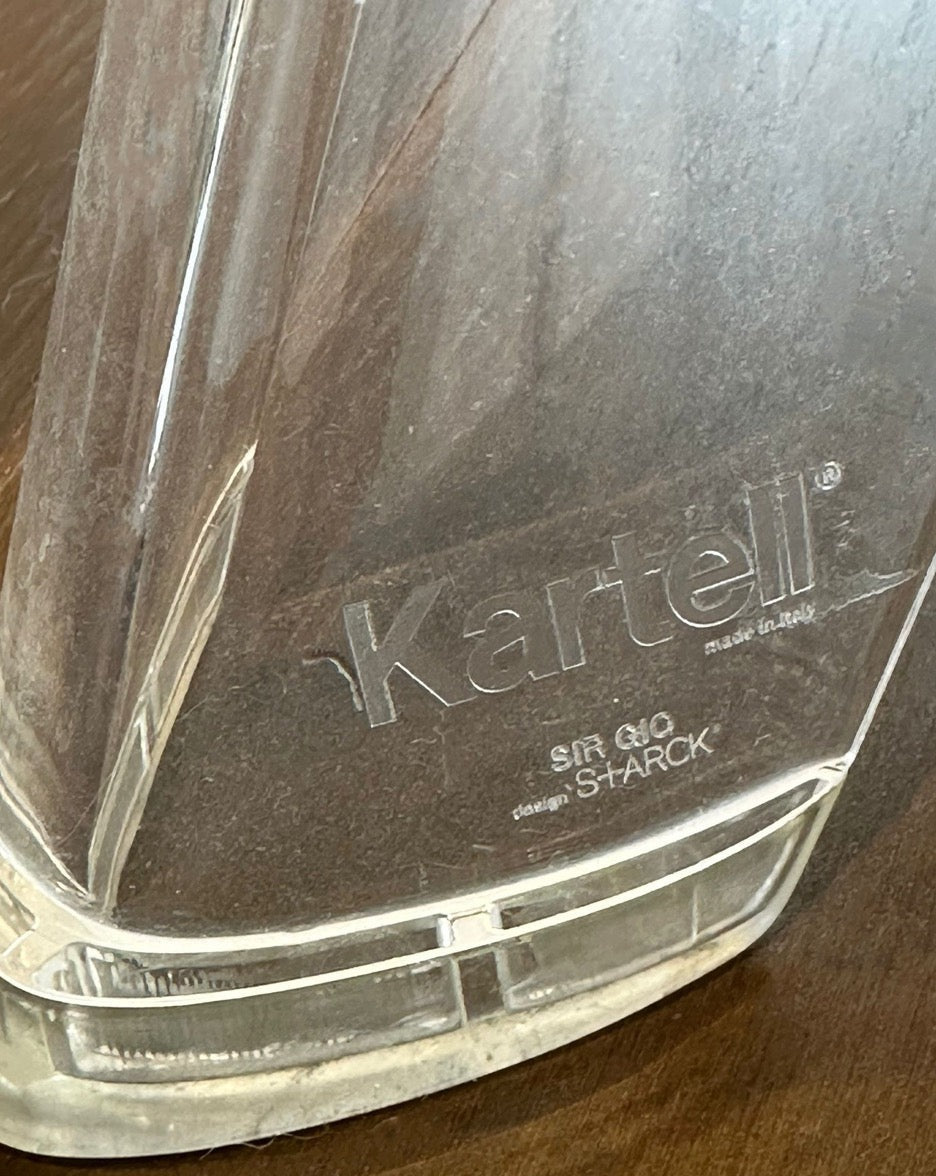 Kartell®
made in Italy
SIR GIO
design S+ARCK®